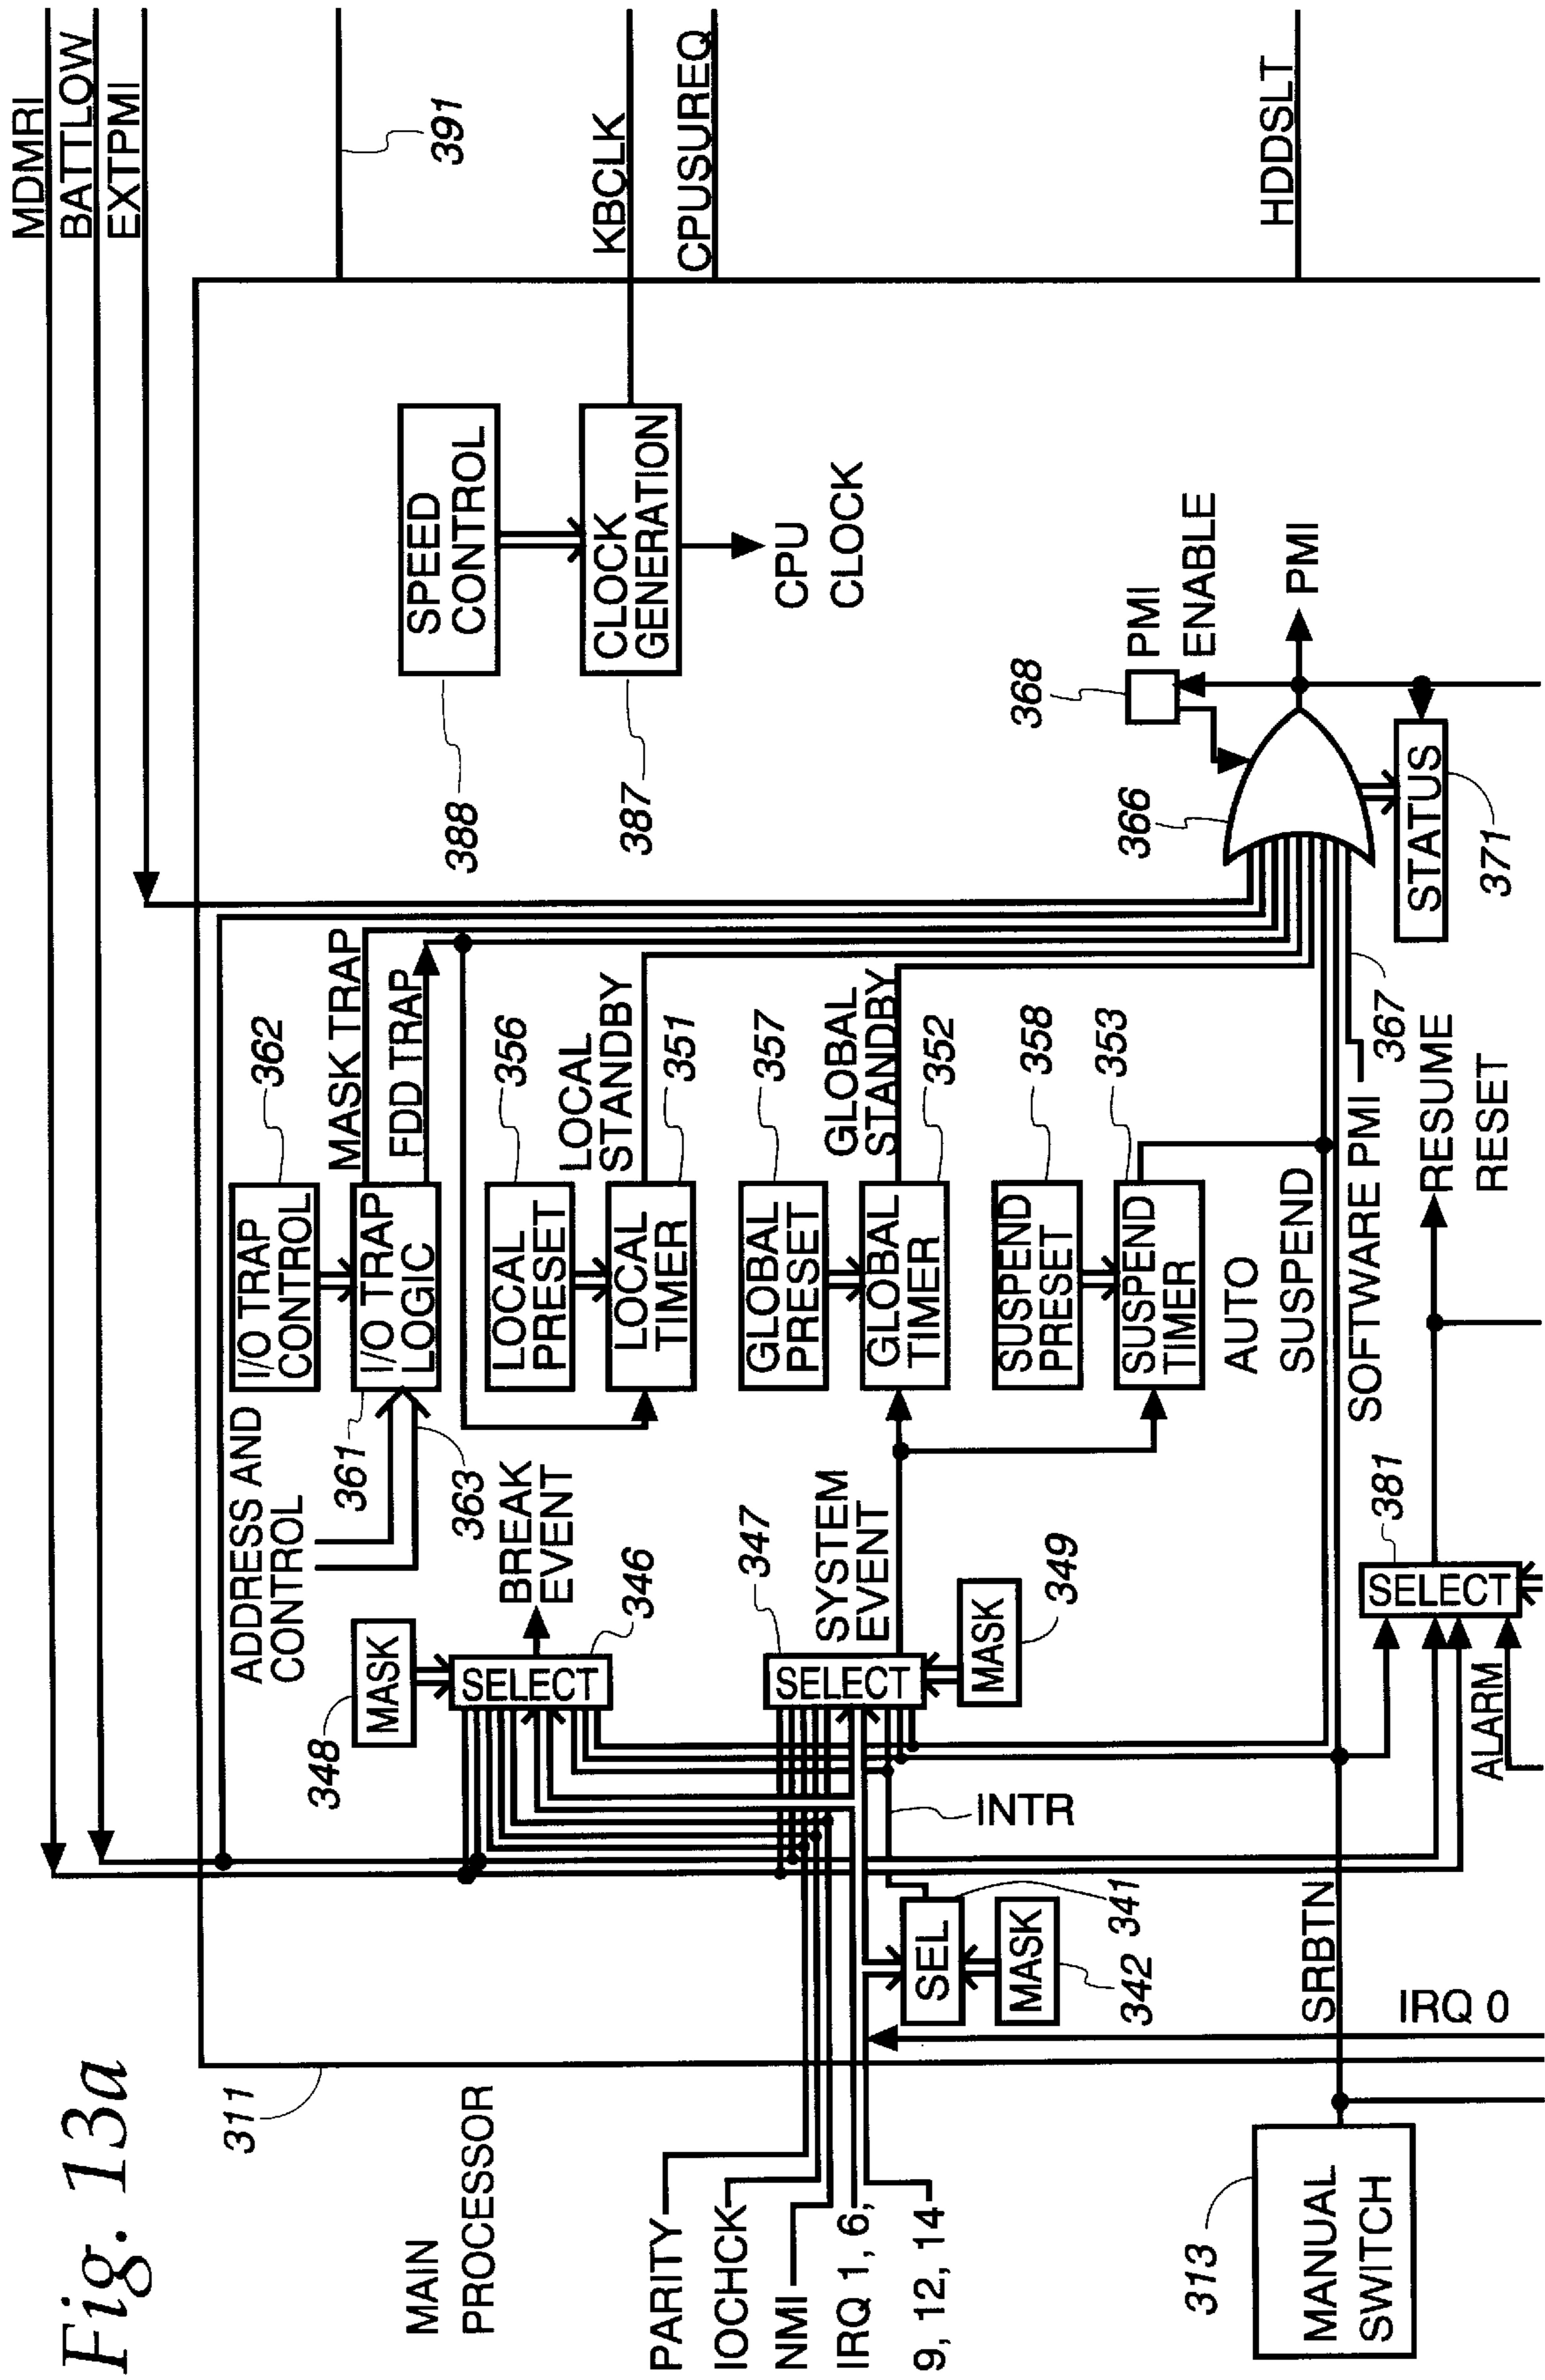 Fig. 13a
MDMRI
BATTLOW
EXTPMI
311
MAIN
PROCESSOR
391
ADDRESS AND
CONTROL
I/O TRAP
CONTROL
362
MASK TRAP
I/O TRAP
LOGIC
361
363
FDD TRAP
348
MASK
SELECT
346
BREAK
EVENT
LOCAL
PRESET
356
LOCAL
STANDBY
LOCAL
TIMER
351
SPEED
CONTROL
388
CLOCK
GENERATION
387
CPU
CLOCK
KBCLK
CPUSUREQ
PARITY
IOCHCK
NMI
IRQ 1, 6,
9, 12, 14
347
SELECT
SYSTEM
EVENT
MASK
349
GLOBAL
PRESET
357
GLOBAL
STANDBY
GLOBAL
TIMER
352
SUSPEND
PRESET
358
SUSPEND
TIMER
353
AUTO
SUSPEND
INTR
SEL
341
MASK
342
368
PMI
ENABLE
366
PMI
HDDSLT
313
MANUAL
SWITCH
SRBTN
SOFTWARE PMI
367
STATUS
371
IRQ 0
ALARM
SELECT
381
RESUME
RESET